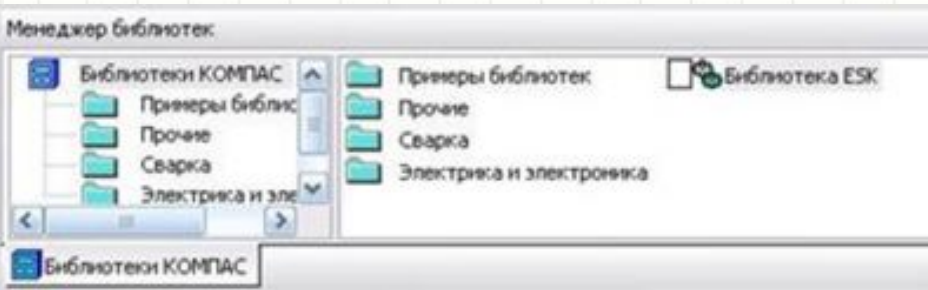 Менеджер библиотек
Библиотеки КОМПАС
Примеры библис
Прочие
Сварка
Электрика и эле
Примеры библиотек
Прочие
Сварка
Электрика и электроника
Библиотека ESK
Библиотеки КОМПАС